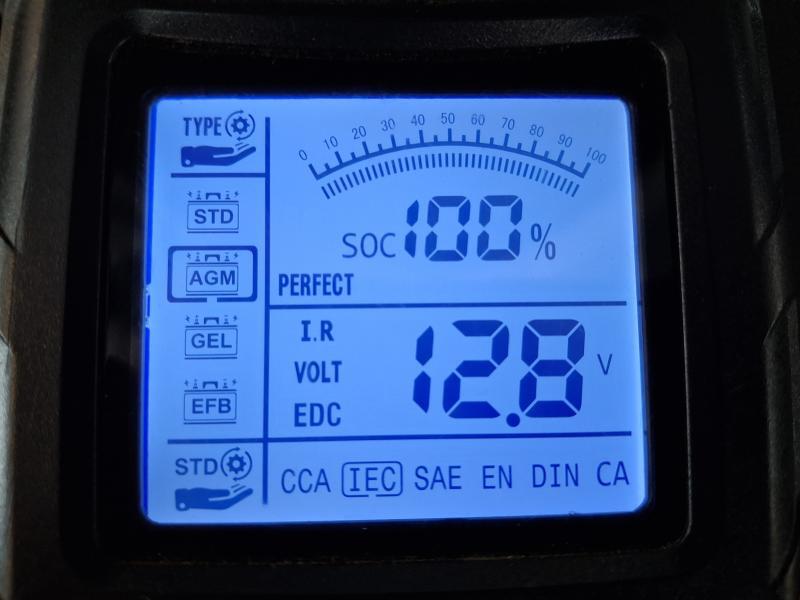 TYPE
0 10 20 30 40 50 60 70 80 90 100
STD
SOC 100 %
AGM
PERFECT
I.R
GEL
VOLT
12.8 V
EFB
EDC
STD
CCA IEC SAE EN DIN CA